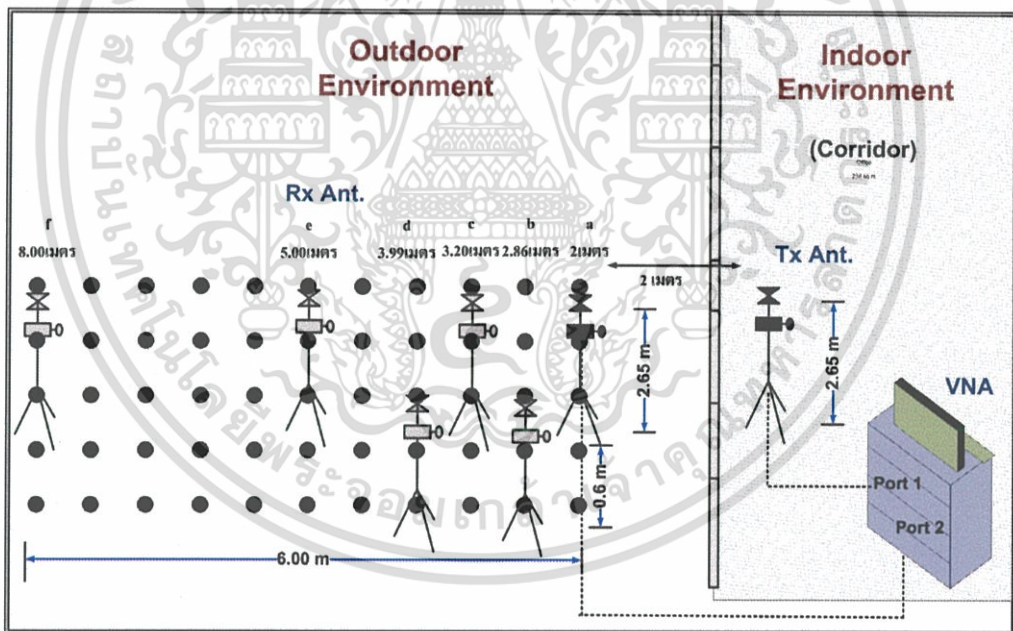 Outdoor
Environment
Indoor
Environment
(Corridor)
Rx Ant.
f e d c b a
8.00เมตร 5.00เมตร 3.99เมตร 3.20เมตร 2.86เมตร 2เมตร
2 เมตร
Tx Ant.
2.65 m
2.65 m
VNA
Port 1
Port 2
0.6 m
6.00 m